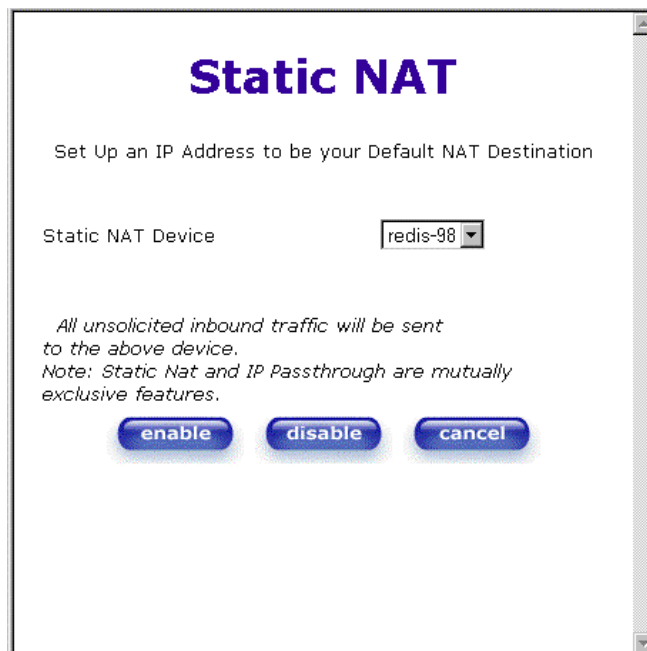 Static NAT
Set Up an IP Address to be your Default NAT Destination
Static NAT Device redis-98
All unsolicited inbound traffic will be sent
to the above device.
Note: Static Nat and IP Passthrough are mutually
exclusive features.
enable disable cancel